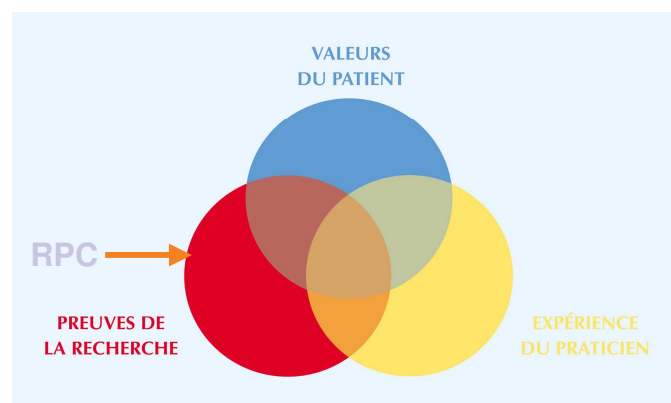 VALEURS
DU PATIENT
RPC
PREUVES DE
LA RECHERCHE
EXPÉRIENCE
DU PRATICIEN